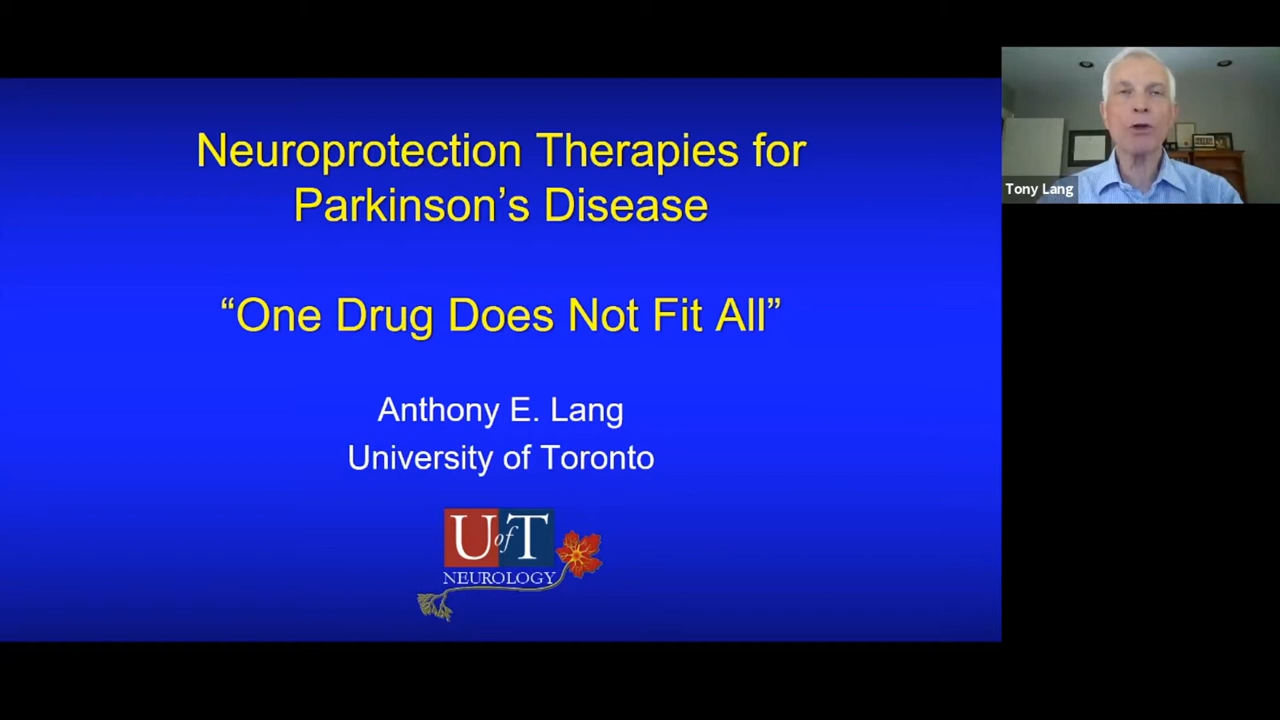 Neuroprotection Therapies for
Parkinson’s Disease
“One Drug Does Not Fit All”
Anthony E. Lang
University of Toronto
U of T
NEUROLOGY
Tony Lang